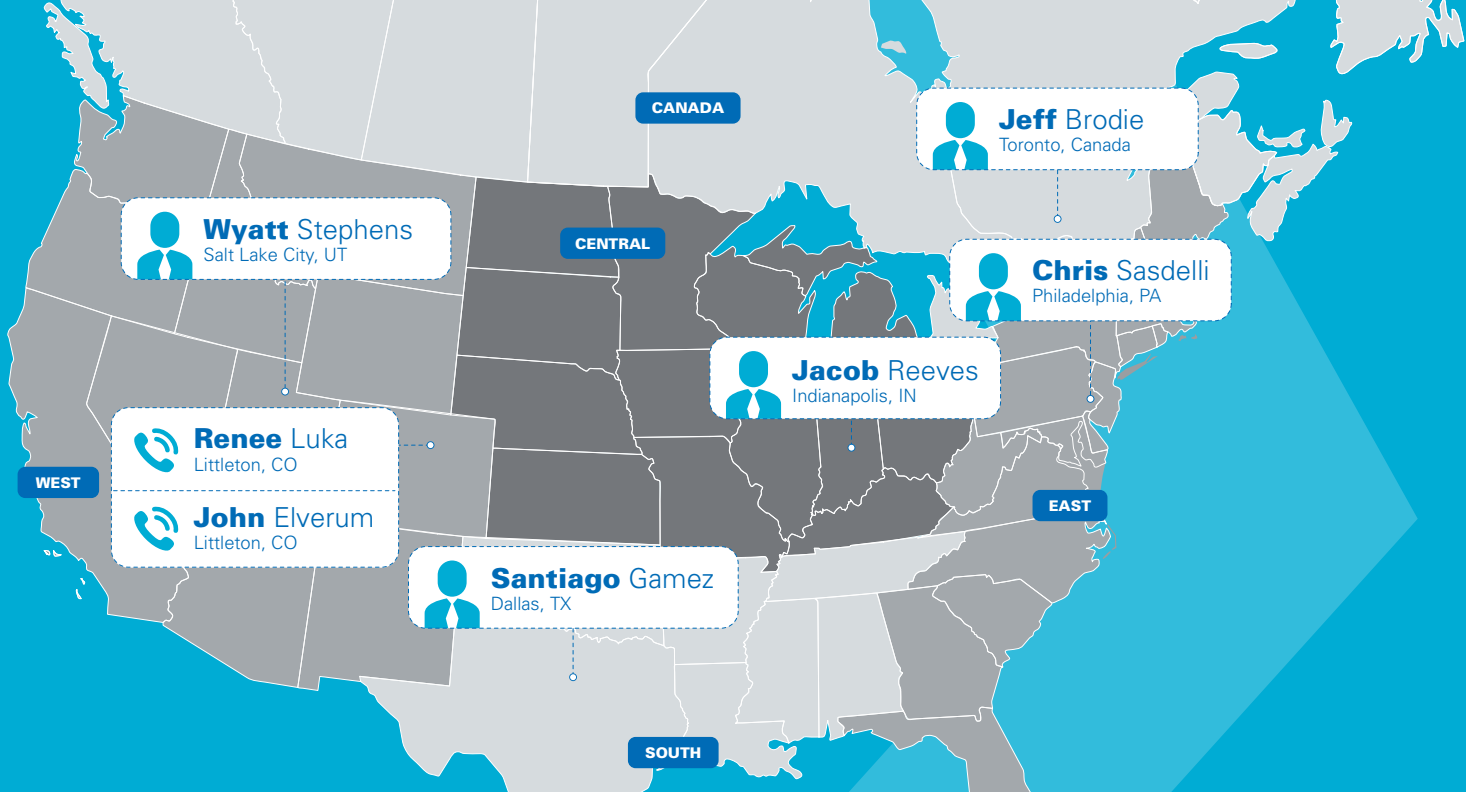 CANADA
Jeff Brodie
Toronto, Canada
Wyatt Stephens
Salt Lake City, UT
CENTRAL
Chris Sasdelli
Philadelphia, PA
Jacob Reeves
Indianapolis, IN
Renee Luka
Littleton, CO
WEST
John Elverum
Littleton, CO
EAST
Santiago Gamez
Dallas, TX
SOUTH